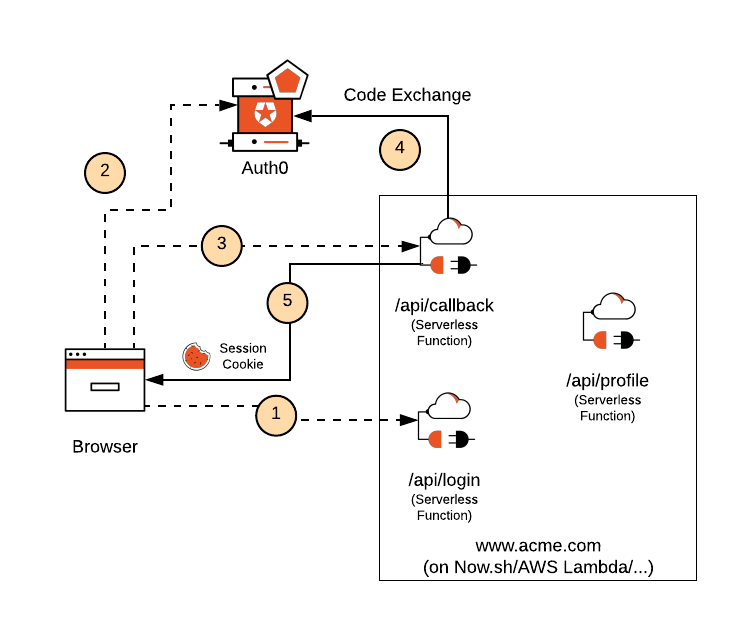 Code Exchange
4
Auth0
2
3
/api/callback
(Serverless
Function)
5
Session
Cookie
/api/profile
(Serverless
Function)
1
Browser
/api/login
(Serverless
Function)
www.acme.com
(on Now.sh/AWS Lambda/...)